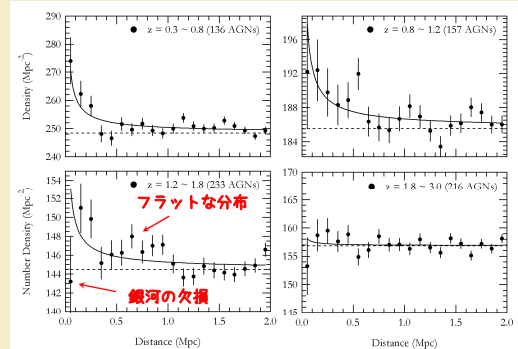 z = 0.3 ~ 0.8 (136 AGNs)
290
280
270
260
250
240
Density (Mpc⁻²)
z = 0.8 ~ 1.2 (157 AGNs)
196
192
188
184
z = 1.2 ~ 1.8 (233 AGNs)
フラットな分布
銀河の欠損
154
152
150
148
146
144
142
140
Number Density (Mpc⁻²)
0.0 0.5 1.0 1.5 2.0
Distance (Mpc)
z = 1.8 ~ 3.0 (216 AGNs)
170
165
160
155
150
145
0.0 0.5 1.0 1.5 2.0
Distance (Mpc)